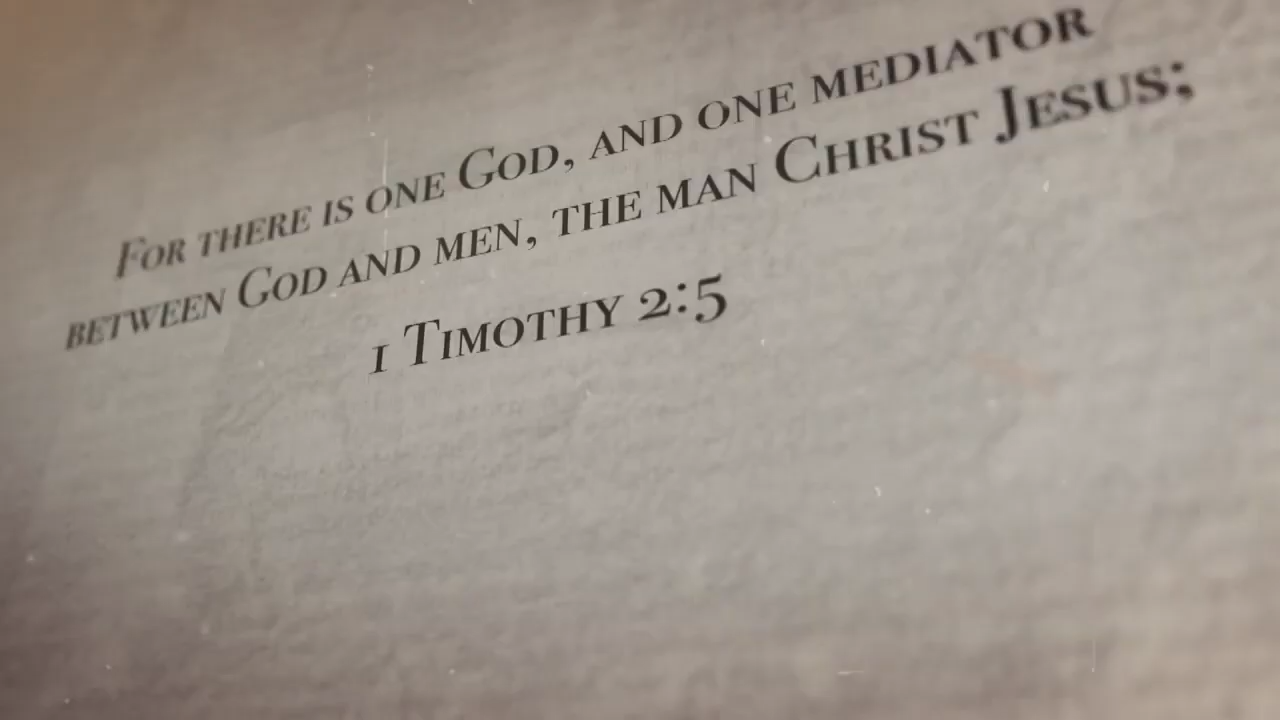 For there is one God, and one mediator
between God and men, the man Christ Jesus;
1 Timothy 2:5